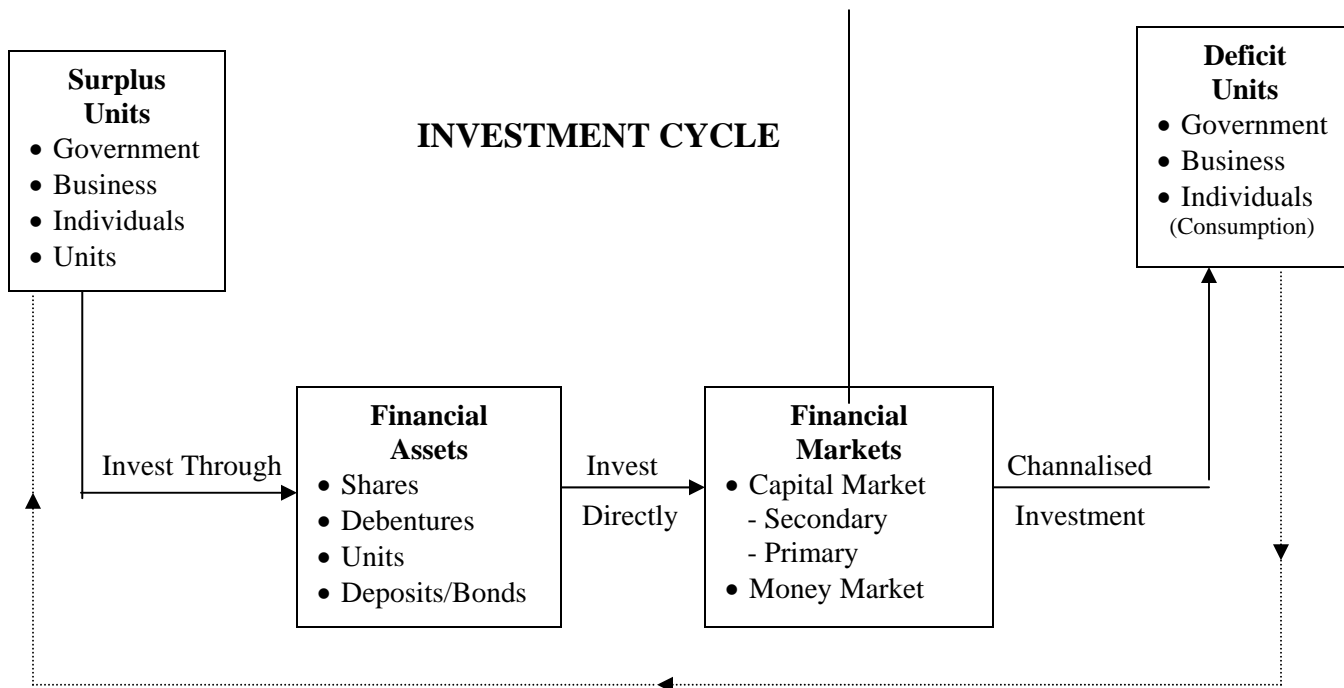 Surplus
Units
• Government
• Business
• Individuals
• Units
INVESTMENT CYCLE
Deficit
Units
• Government
• Business
• Individuals
(Consumption)
Invest Through
Financial
Assets
• Shares
• Debentures
• Units
• Deposits/Bonds
Invest
Directly
Financial
Markets
• Capital Market
- Secondary
- Primary
• Money Market
Channalised
Investment